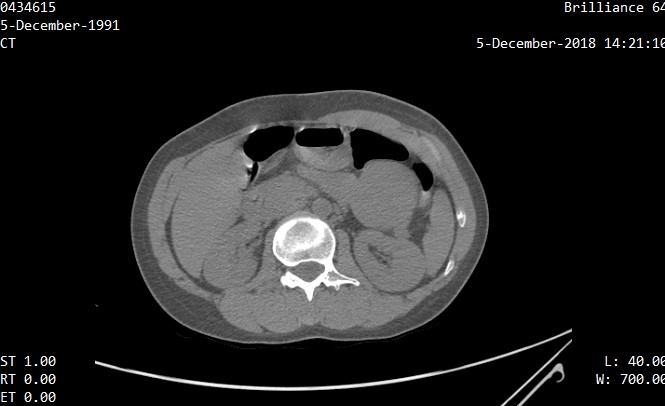 0434615
Brilliance 64
5-December-1991
CT
5-December-2018 14:21:10
ST 1.00
RT 0.00
ET 0.00
L: 40.00
W: 700.00